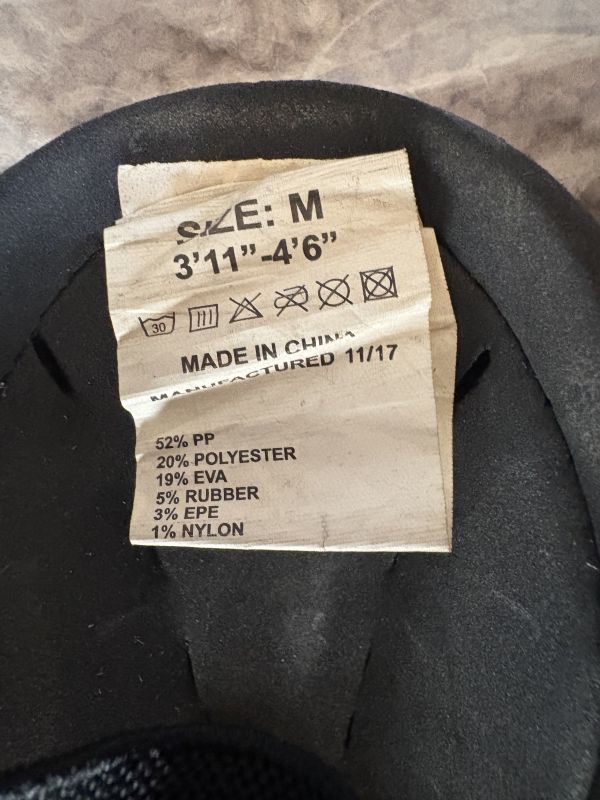 SIZE: M
3'11"-4'6"
30
MADE IN CHINA
MANUFACTURED 11/17
52% PP
20% POLYESTER
19% EVA
5% RUBBER
3% EPE
1% NYLON